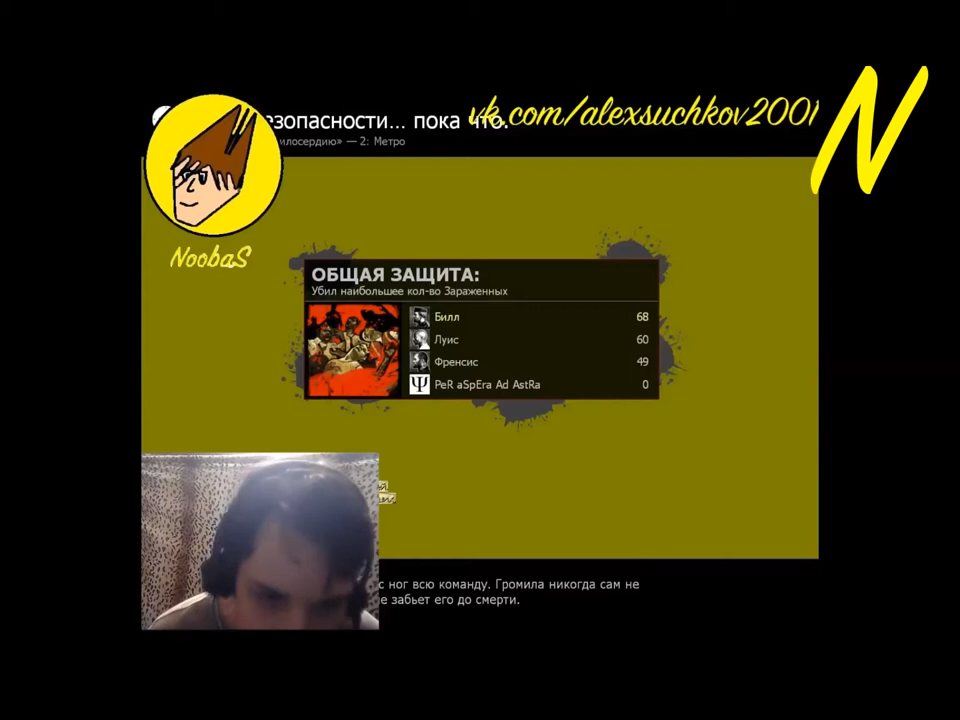 езопасности... пока что.
vk.com/alexsuchkov2001
N
илосердию» — 2: Метро
NoobaS
ОБЩАЯ ЗАЩИТА:
Убил наибольшее кол-во Зараженных
Билл 68
Луис 60
Френсис 49
Ψ PeR aSpEra Ad AstRa 0
с ног всю команду. Громила никогда сам не
е забьет его до смерти.